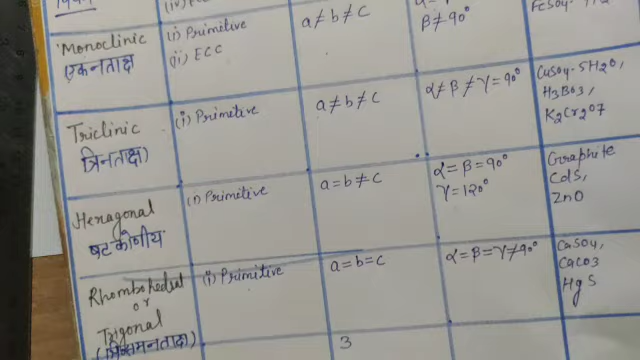 a ≠ b ≠ c
β ≠ 90°
Monoclinic
एकनताक्ष
(i) Primitive
(ii) ECC
Triclinic
त्रिनताक्ष)
(i) Primitive
a ≠ b ≠ c
α ≠ β ≠ γ = 90°
CuSO4·5H2O,
H3BO3,
K2Cr2O7
Hexagonal
षट्कोणीय
(i) Primitive
a = b ≠ c
α = β = 90°
γ = 120°
Graphite
CdS,
ZnO
Rhombohedral
or
Trigonal
(i) Primitive
a = b = c
α = β = γ ≠ 90°
CaSO4,
CaCO3
HgS
3